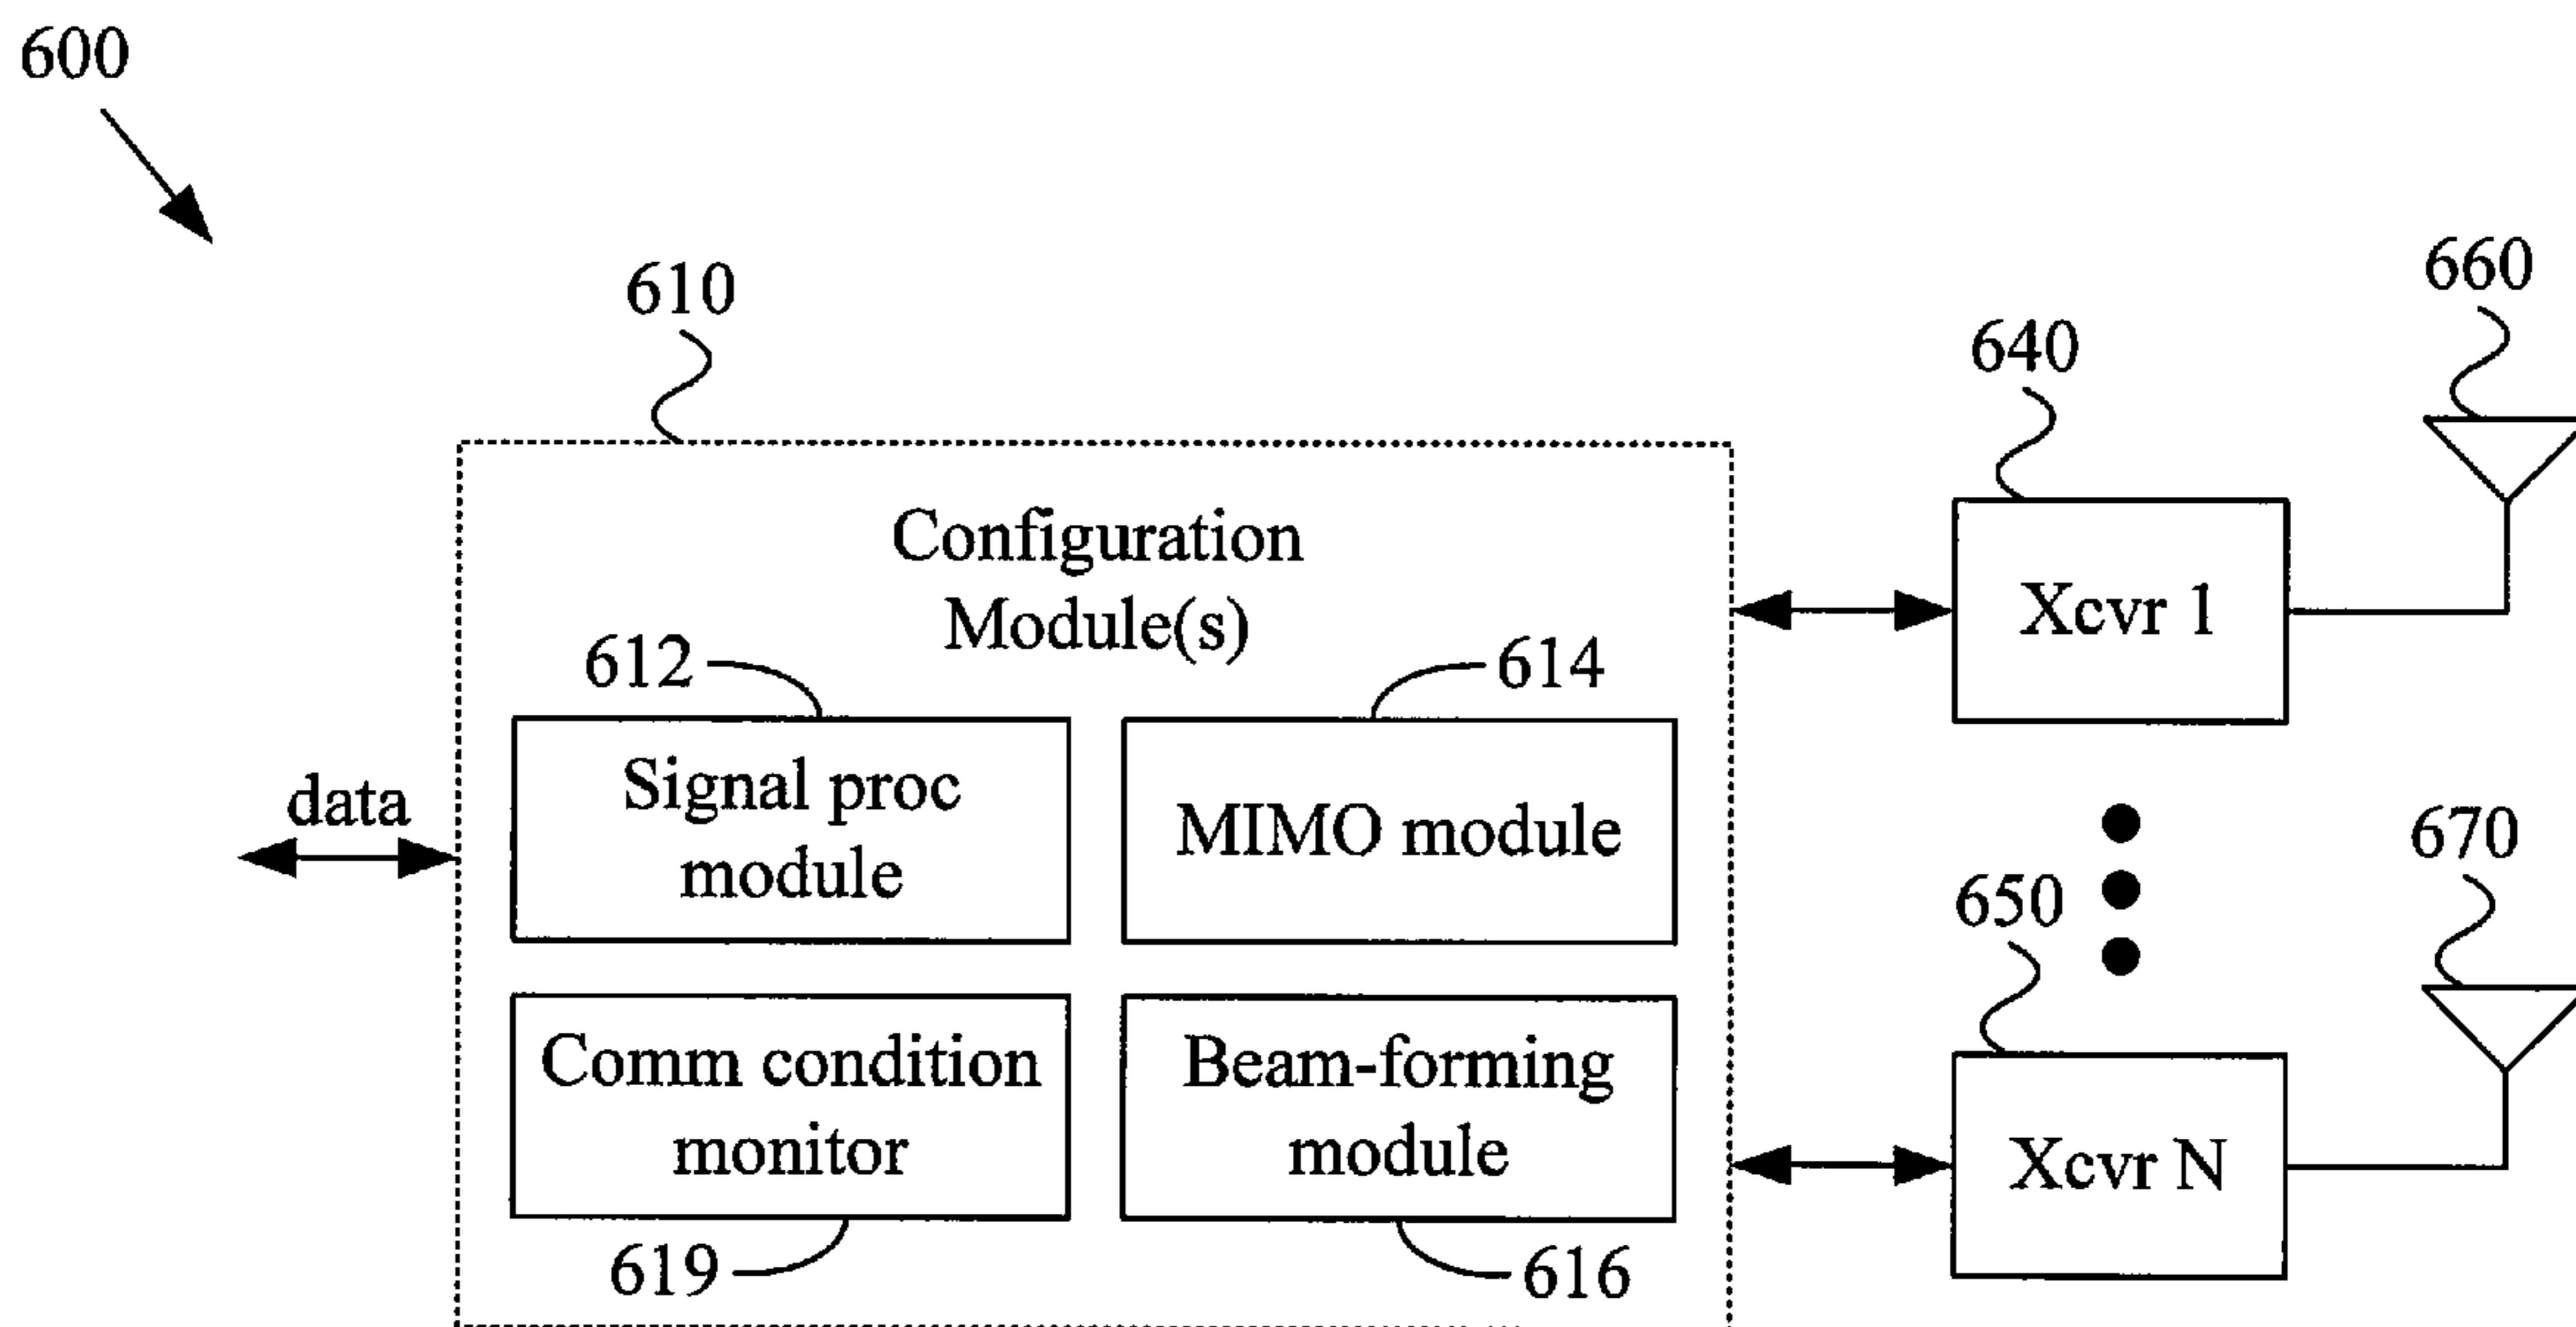 600
610
660
640
Configuration
Module(s)
Xcvr 1
612
614
Signal proc
module
MIMO module
data
670
650
Comm condition
monitor
Beam-forming
module
Xcvr N
619
616